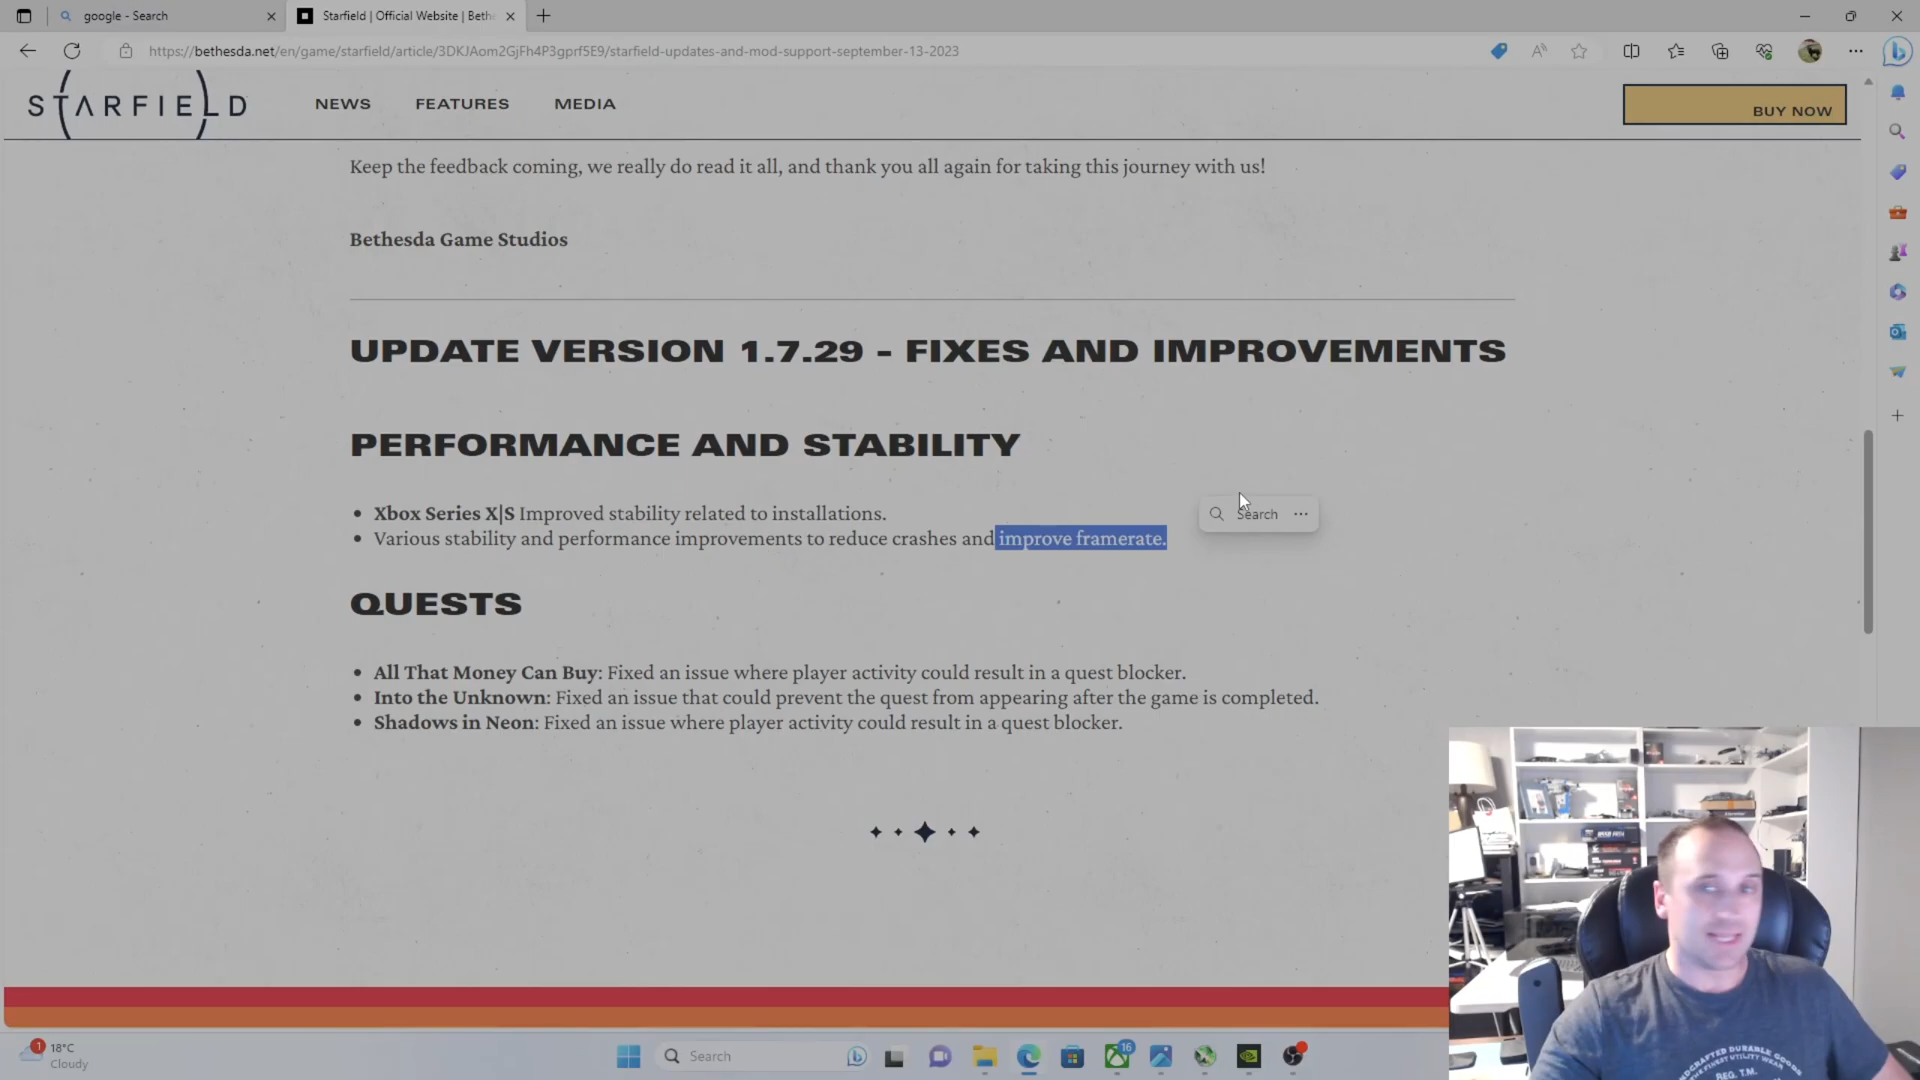 google - Search
Starfield | Official Website | Beth
https://bethesda.net/en/game/starfield/article/3DKJAom2GjFh4P3gprf5E9/starfield-updates-and-mod-support-september-13-2023
STARFIELD
NEWS
FEATURES
MEDIA
BUY NOW
Keep the feedback coming, we really do read it all, and thank you all again for taking this journey with us!
Bethesda Game Studios
UPDATE VERSION 1.7.29 - FIXES AND IMPROVEMENTS
PERFORMANCE AND STABILITY
• Xbox Series X|S Improved stability related to installations.
Search
• Various stability and performance improvements to reduce crashes and improve framerate.
QUESTS
• All That Money Can Buy: Fixed an issue where player activity could result in a quest blocker.
• Into the Unknown: Fixed an issue that could prevent the quest from appearing after the game is completed.
• Shadows in Neon: Fixed an issue where player activity could result in a quest blocker.
1
18°C
Cloudy
Search
16
REG. T.M.